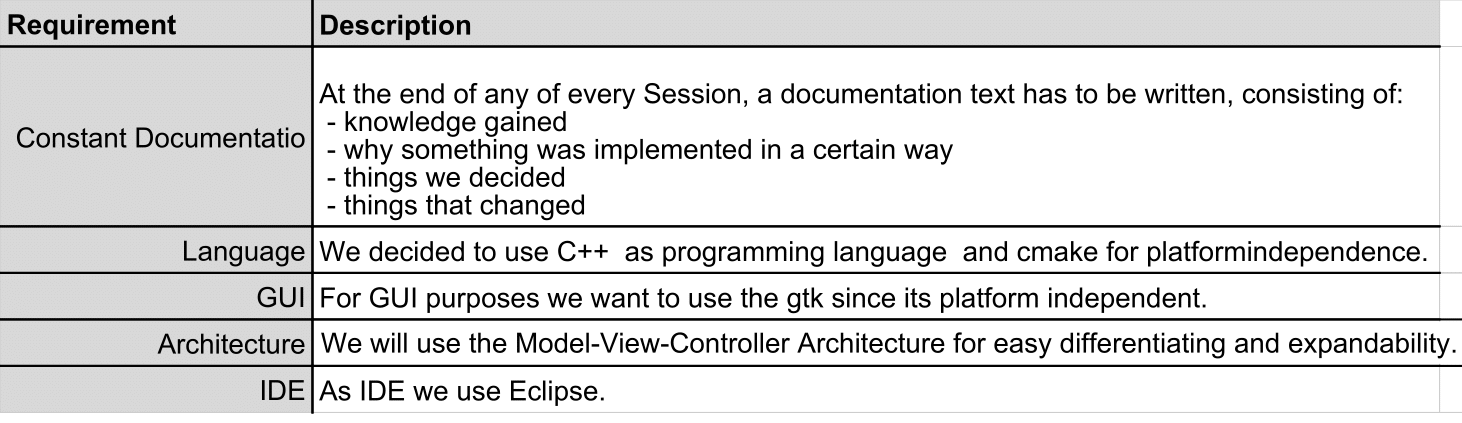 Requirement Description
At the end of any of every Session, a documentation text has to be written, consisting of:
- knowledge gained
Constant Documentatio
- why something was implemented in a certain way
- things we decided
- things that changed
Language We decided to use C++  as programming language  and cmake for platformindependence.
GUI For GUI purposes we want to use the gtk since its platform independent.
Architecture We will use the Model-View-Controller Architecture for easy differentiating and expandability.
IDE As IDE we use Eclipse.